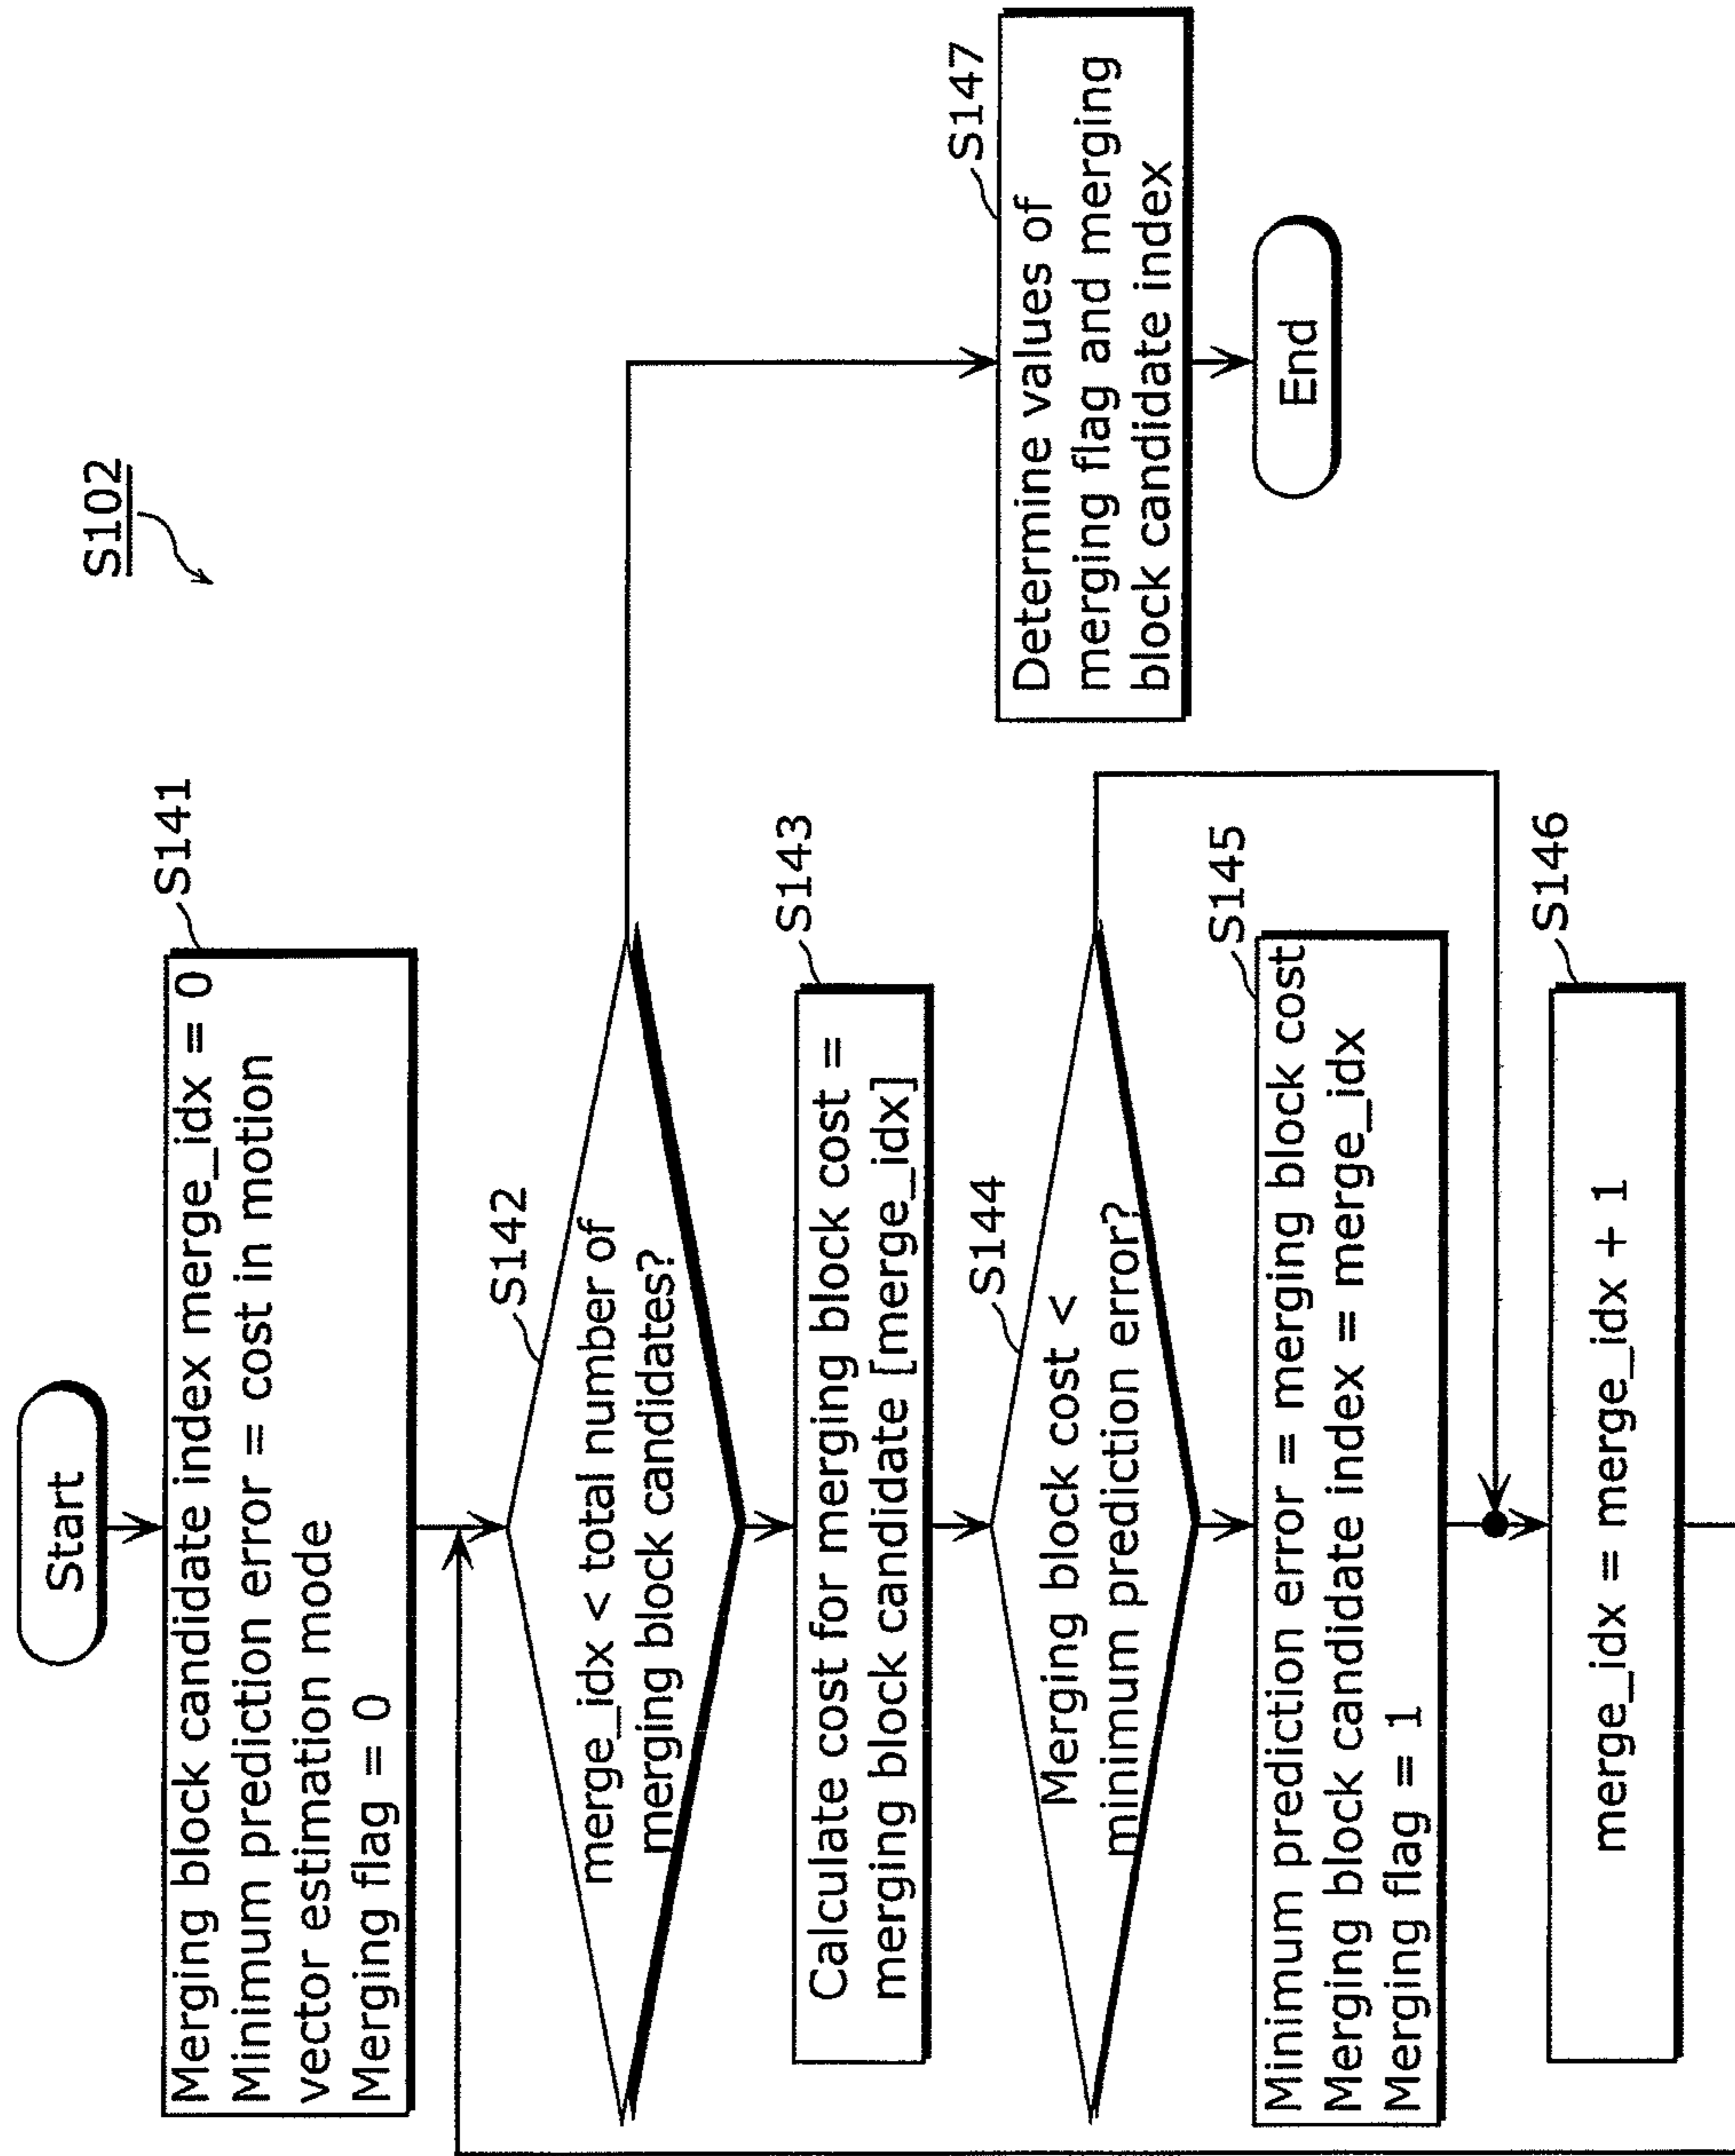 S102
Start
S141
Merging block candidate index merge_idx = 0
Minimum prediction error = cost in motion
vector estimation mode
Merging flag = 0
S142
merge_idx < total number of
merging block candidates?
S143
Calculate cost for merging block cost =
merging block candidate [merge_idx]
S144
Merging block cost <
minimum prediction error?
S145
Minimum prediction error = merging block cost
Merging block candidate index = merge_idx
Merging flag = 1
S146
merge_idx = merge_idx + 1
S147
Determine values of
merging flag and merging
block candidate index
End